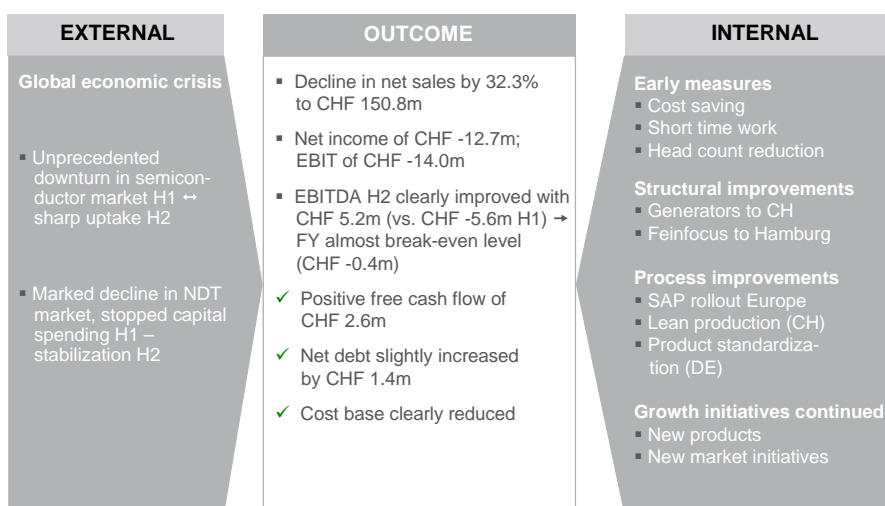 EXTERNAL
Global economic crisis
▪ Unprecedented
downturn in semicon-
ductor market H1 ↔
sharp uptake H2
▪ Marked decline in NDT
market, stopped capital
spending H1 –
stabilization H2
OUTCOME
▪ Decline in net sales by 32.3%
to CHF 150.8m
▪ Net income of CHF -12.7m;
EBIT of CHF -14.0m
▪ EBITDA H2 clearly improved with
CHF 5.2m (vs. CHF -5.6m H1) →
FY almost break-even level
(CHF -0.4m)
✓ Positive free cash flow of
CHF 2.6m
✓ Net debt slightly increased
by CHF 1.4m
✓ Cost base clearly reduced
INTERNAL
Early measures
▪ Cost saving
▪ Short time work
▪ Head count reduction
Structural improvements
▪ Generators to CH
▪ Feinfocus to Hamburg
Process improvements
▪ SAP rollout Europe
▪ Lean production (CH)
▪ Product standardiza-
tion (DE)
Growth initiatives continued
▪ New products
▪ New market initiatives